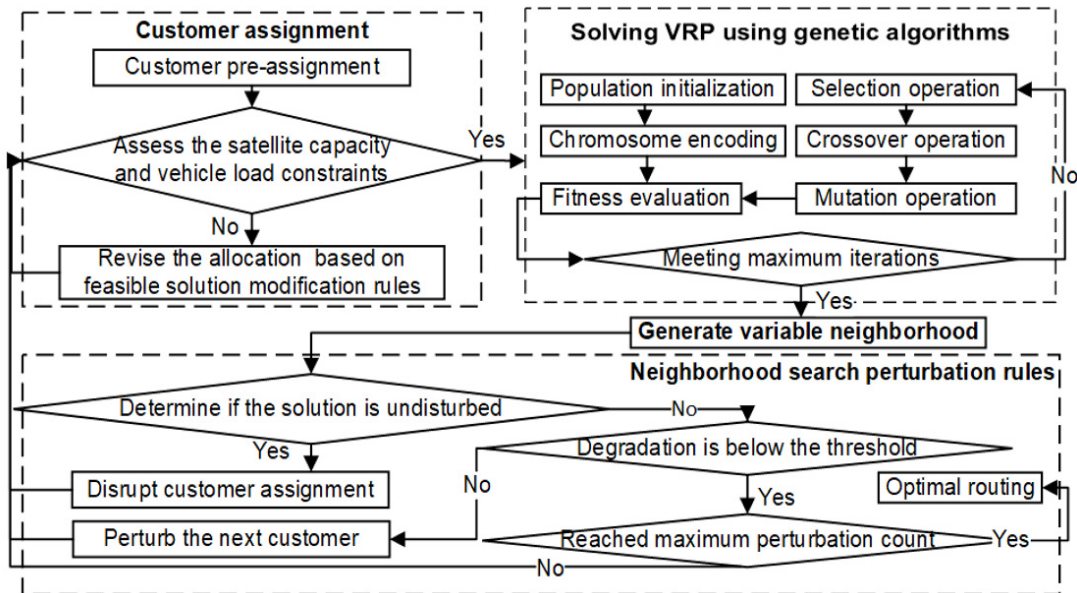 Customer assignment
Customer pre-assignment
Assess the satellite capacity
and vehicle load constraints
Yes
No
Revise the allocation based on
feasible solution modification rules
Solving VRP using genetic algorithms
Population initialization
Selection operation
Chromosome encoding
Crossover operation
Fitness evaluation
Mutation operation
No
Meeting maximum iterations
Yes
Generate variable neighborhood
Neighborhood search perturbation rules
Determine if the solution is undisturbed
No
Degradation is below the threshold
Yes
Disrupt customer assignment
No
Yes
Optimal routing
Perturb the next customer
Reached maximum perturbation count
Yes
No